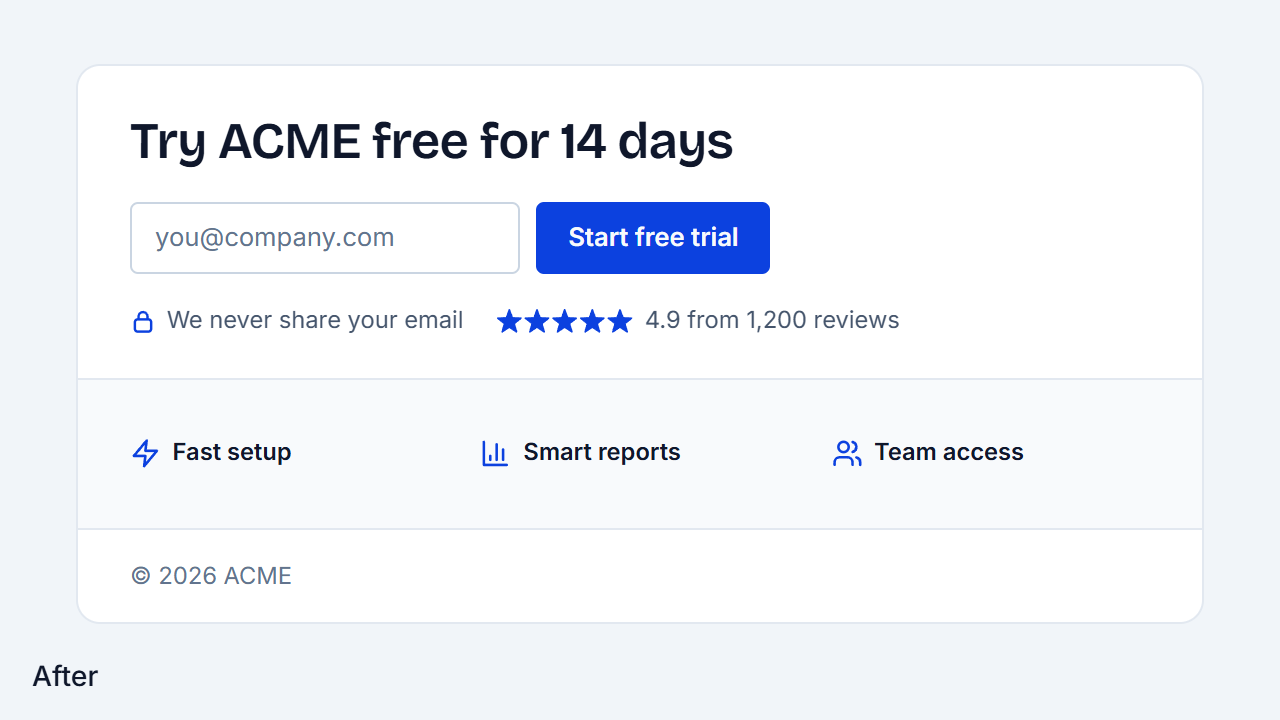 Try ACME free for 14 days
you@company.com
Start free trial
We never share your email
4.9 from 1,200 reviews
Fast setup
Smart reports
Team access
© 2026 ACME
After